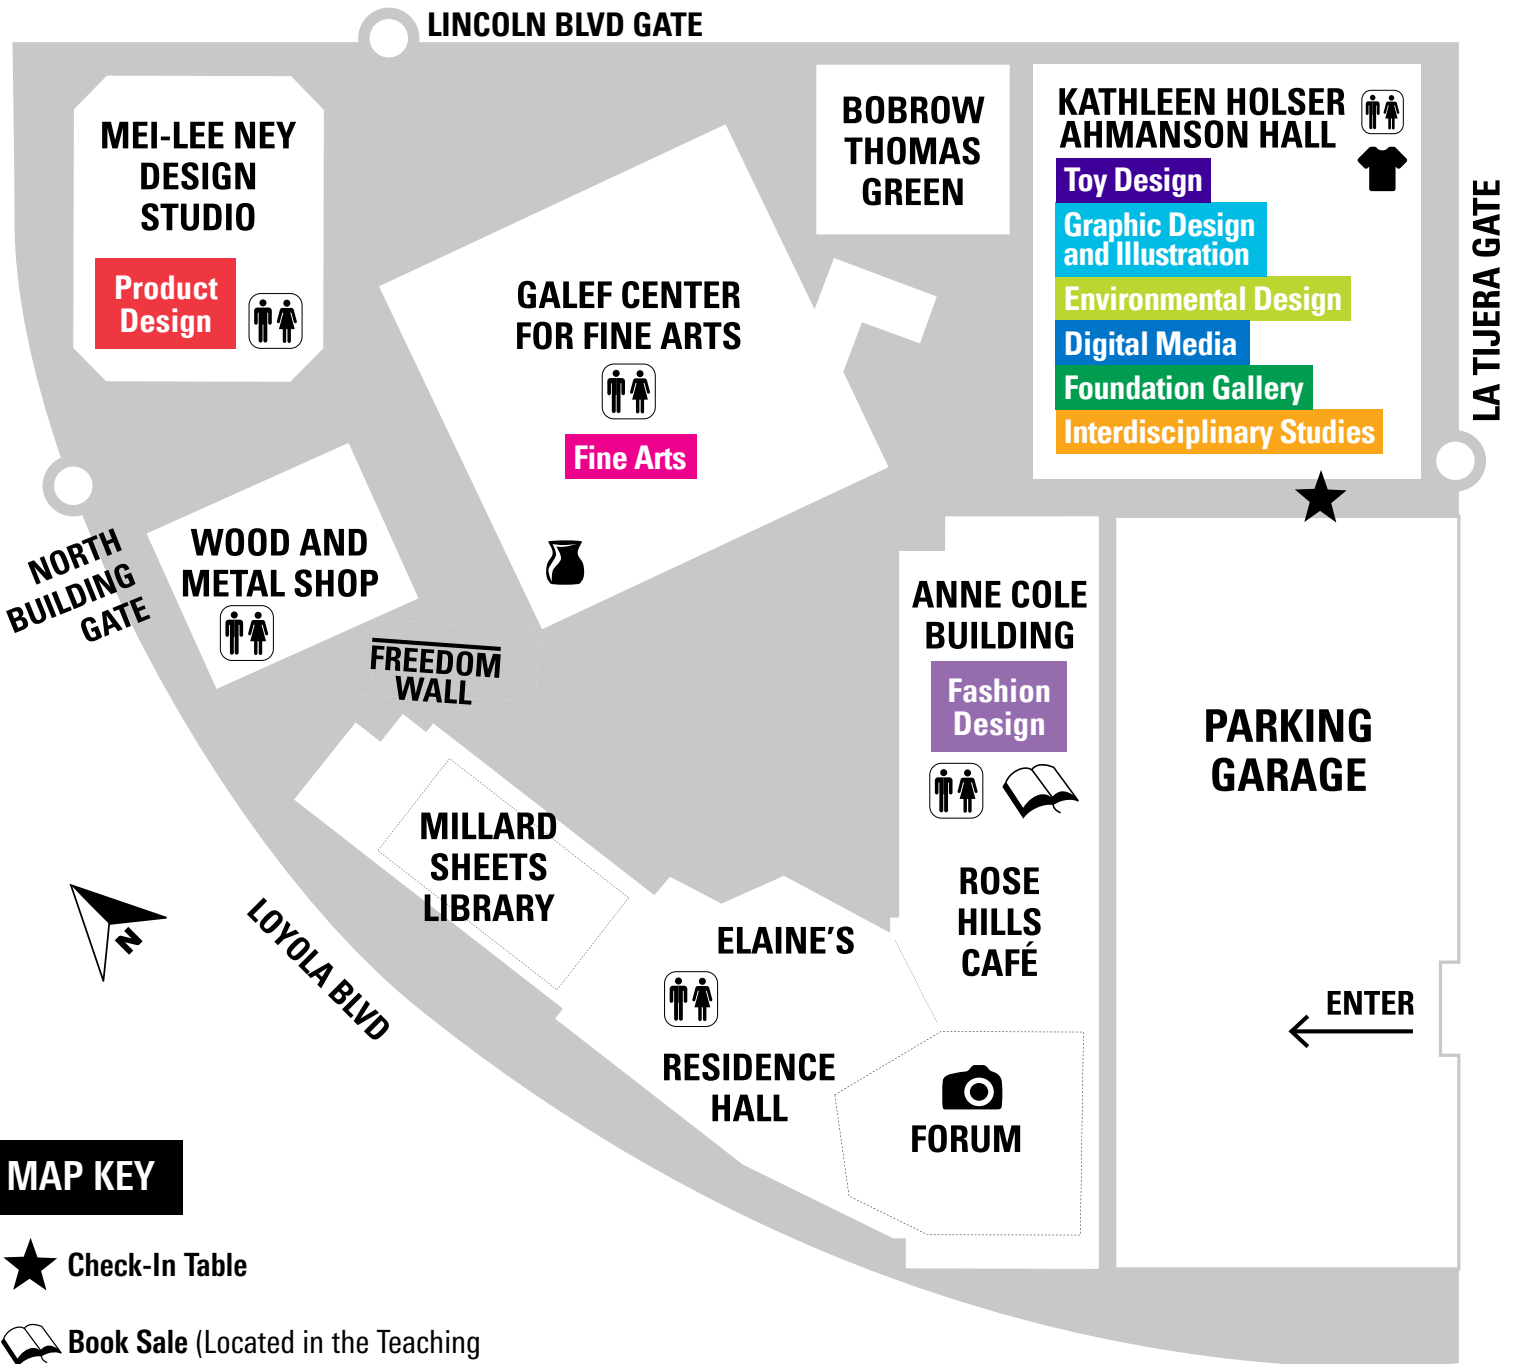 LINCOLN BLVD GATE
MEI-LEE NEY
DESIGN
STUDIO
Product
Design
BOBROW
THOMAS
GREEN
KATHLEEN HOLSER
AHMANSON HALL
Toy Design
Graphic Design
and Illustration
Environmental Design
Digital Media
Foundation Gallery
Interdisciplinary Studies
LA TIJERA GATE
GALEF CENTER
FOR FINE ARTS
Fine Arts
NORTH
BUILDING
GATE
WOOD AND
METAL SHOP
FREEDOM
WALL
ANNE COLE
BUILDING
Fashion
Design
PARKING
GARAGE
MILLARD
SHEETS
LIBRARY
ROSE
HILLS
CAFÉ
ELAINE’S
N
LOYOLA BLVD
ENTER
RESIDENCE
HALL
FORUM
MAP KEY
Check-In Table
Book Sale (Located in the Teaching